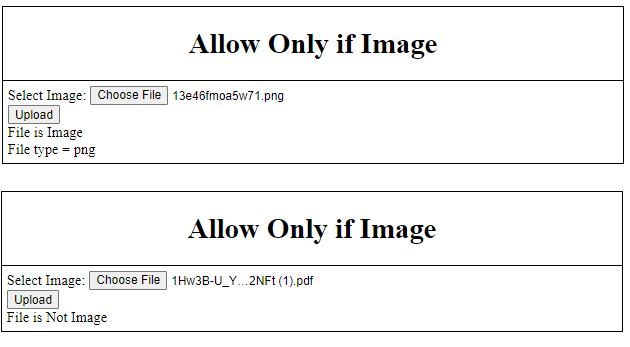 Allow Only if Image
Select Image: Choose File 13e46fmoa5w71.png
Upload
File is Image
File type = png
Allow Only if Image
Select Image: Choose File 1Hw3B-U_Y...2NFt (1).pdf
Upload
File is Not Image